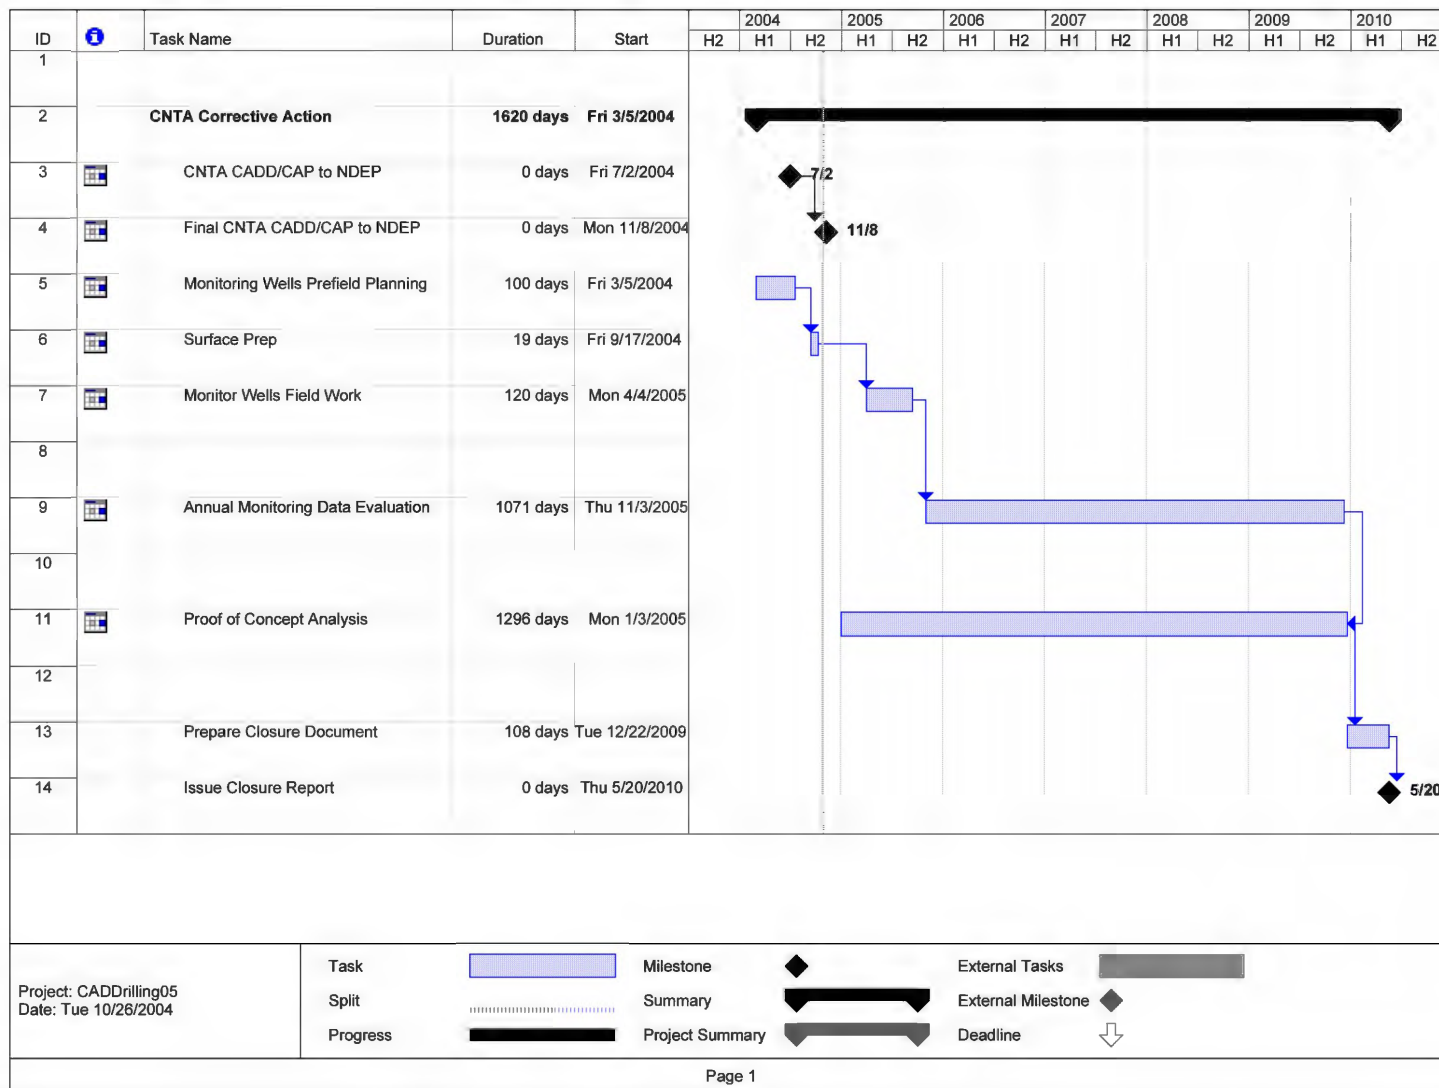 2004 2005 2006 2007 2008 2009 2010
ID Task Name Duration Start H2 H1 H2 H1 H2 H1 H2 H1 H2 H1 H2 H1 H2 H1 H2
1
2 CNTA Corrective Action 1620 days Fri 3/5/2004
3 CNTA CADD/CAP to NDEP 0 days Fri 7/2/2004 7/2
4 Final CNTA CADD/CAP to NDEP 0 days Mon 11/8/2004 11/8
5 Monitoring Wells Prefield Planning 100 days Fri 3/5/2004
6 Surface Prep 19 days Fri 9/17/2004
7 Monitor Wells Field Work 120 days Mon 4/4/2005
8
9 Annual Monitoring Data Evaluation 1071 days Thu 11/3/2005
10
11 Proof of Concept Analysis 1296 days Mon 1/3/2005
12
13 Prepare Closure Document 108 days Tue 12/22/2009
14 Issue Closure Report 0 days Thu 5/20/2010 5/20
Project: CADDrilling05
Date: Tue 10/26/2004
Task Milestone External Tasks
Split Summary External Milestone
Progress Project Summary Deadline
Page 1